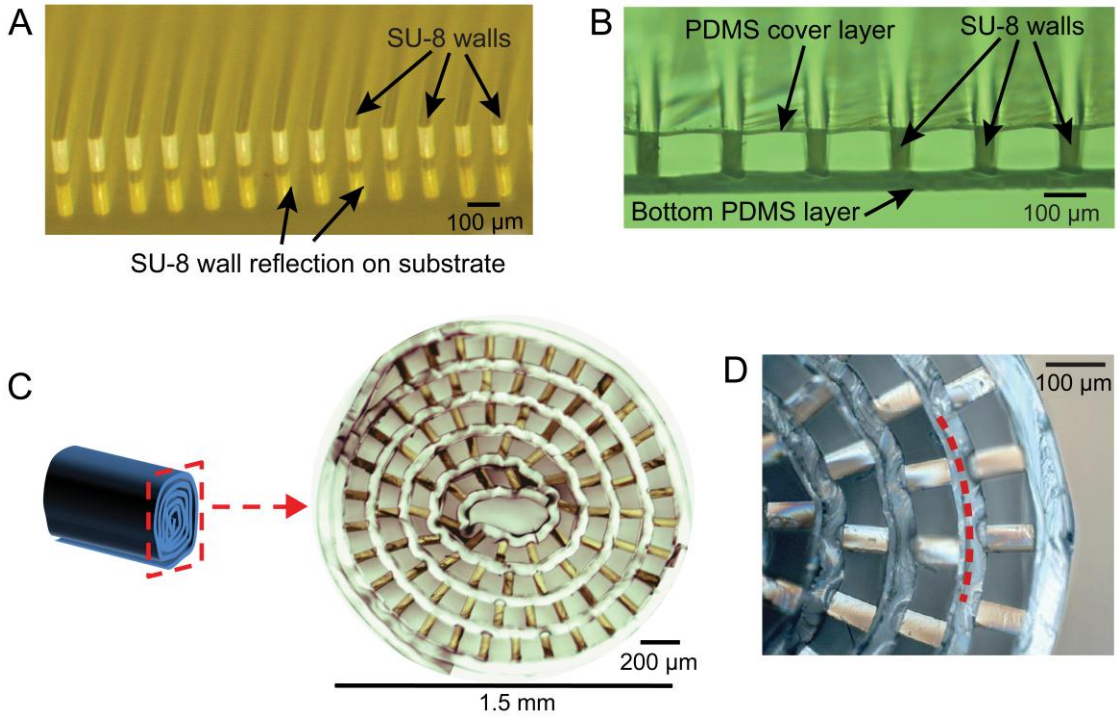 A
SU-8 walls
100 µm
SU-8 wall reflection on substrate
B
PDMS cover layer
SU-8 walls
Bottom PDMS layer
100 µm
C
200 µm
1.5 mm
D
100 µm